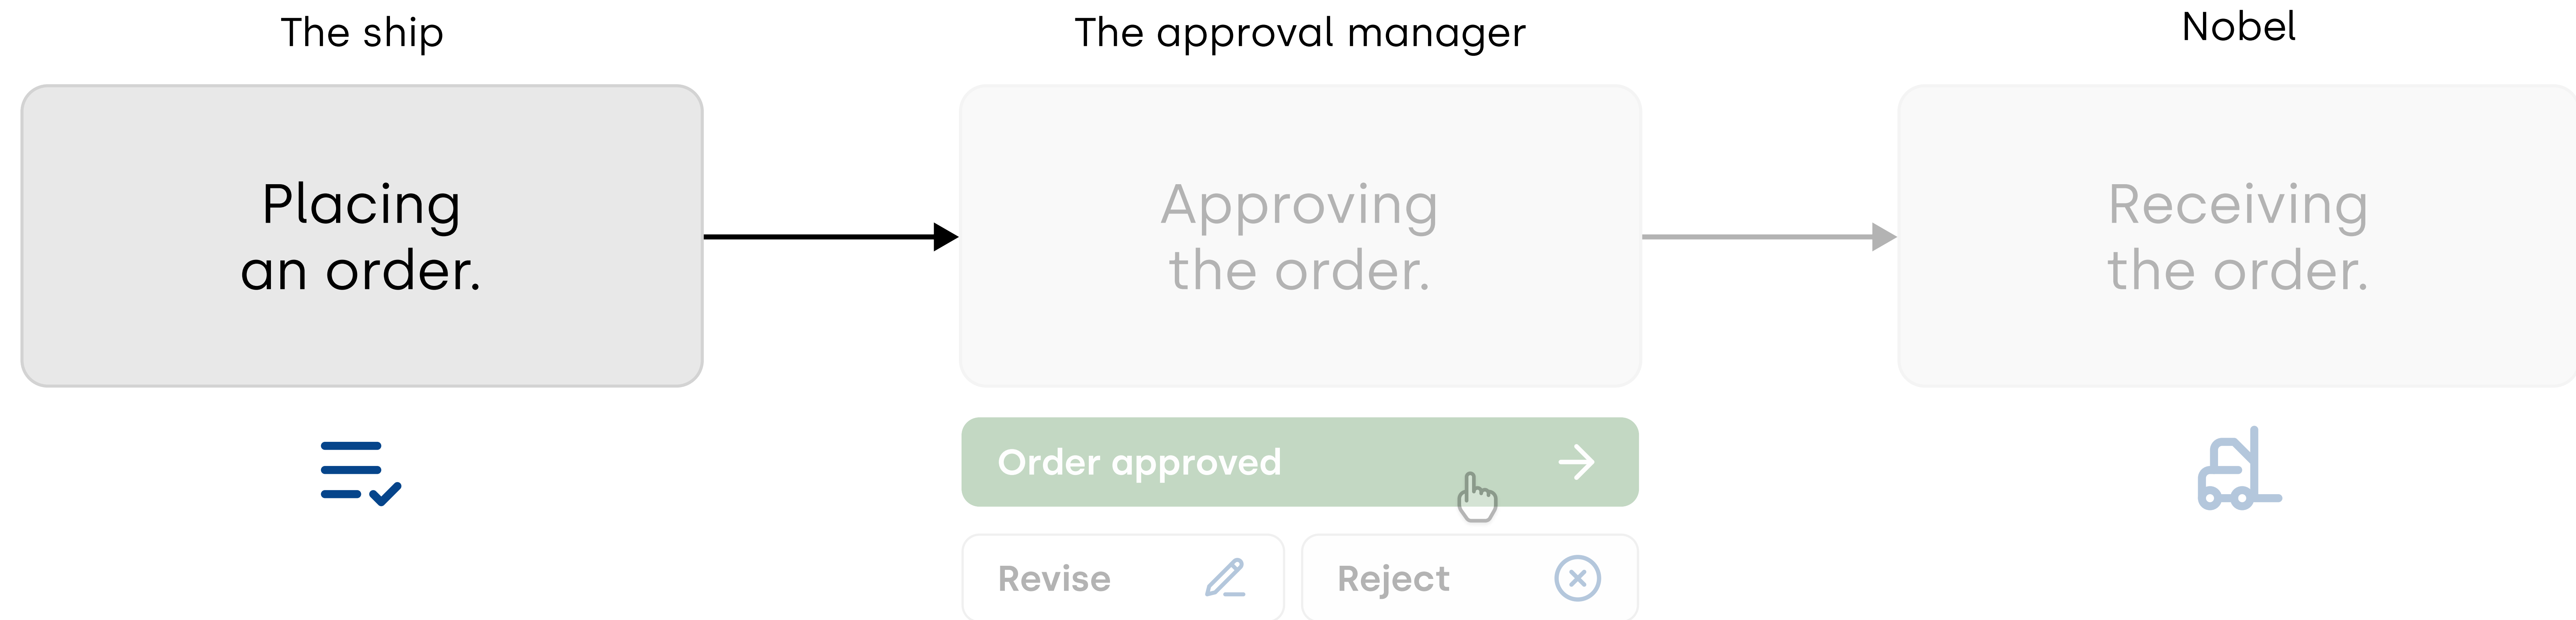 The ship
The approval manager
Nobel
Placing
an order.
Approving
the order.
Receiving
the order.
Order approved
Revise
Reject